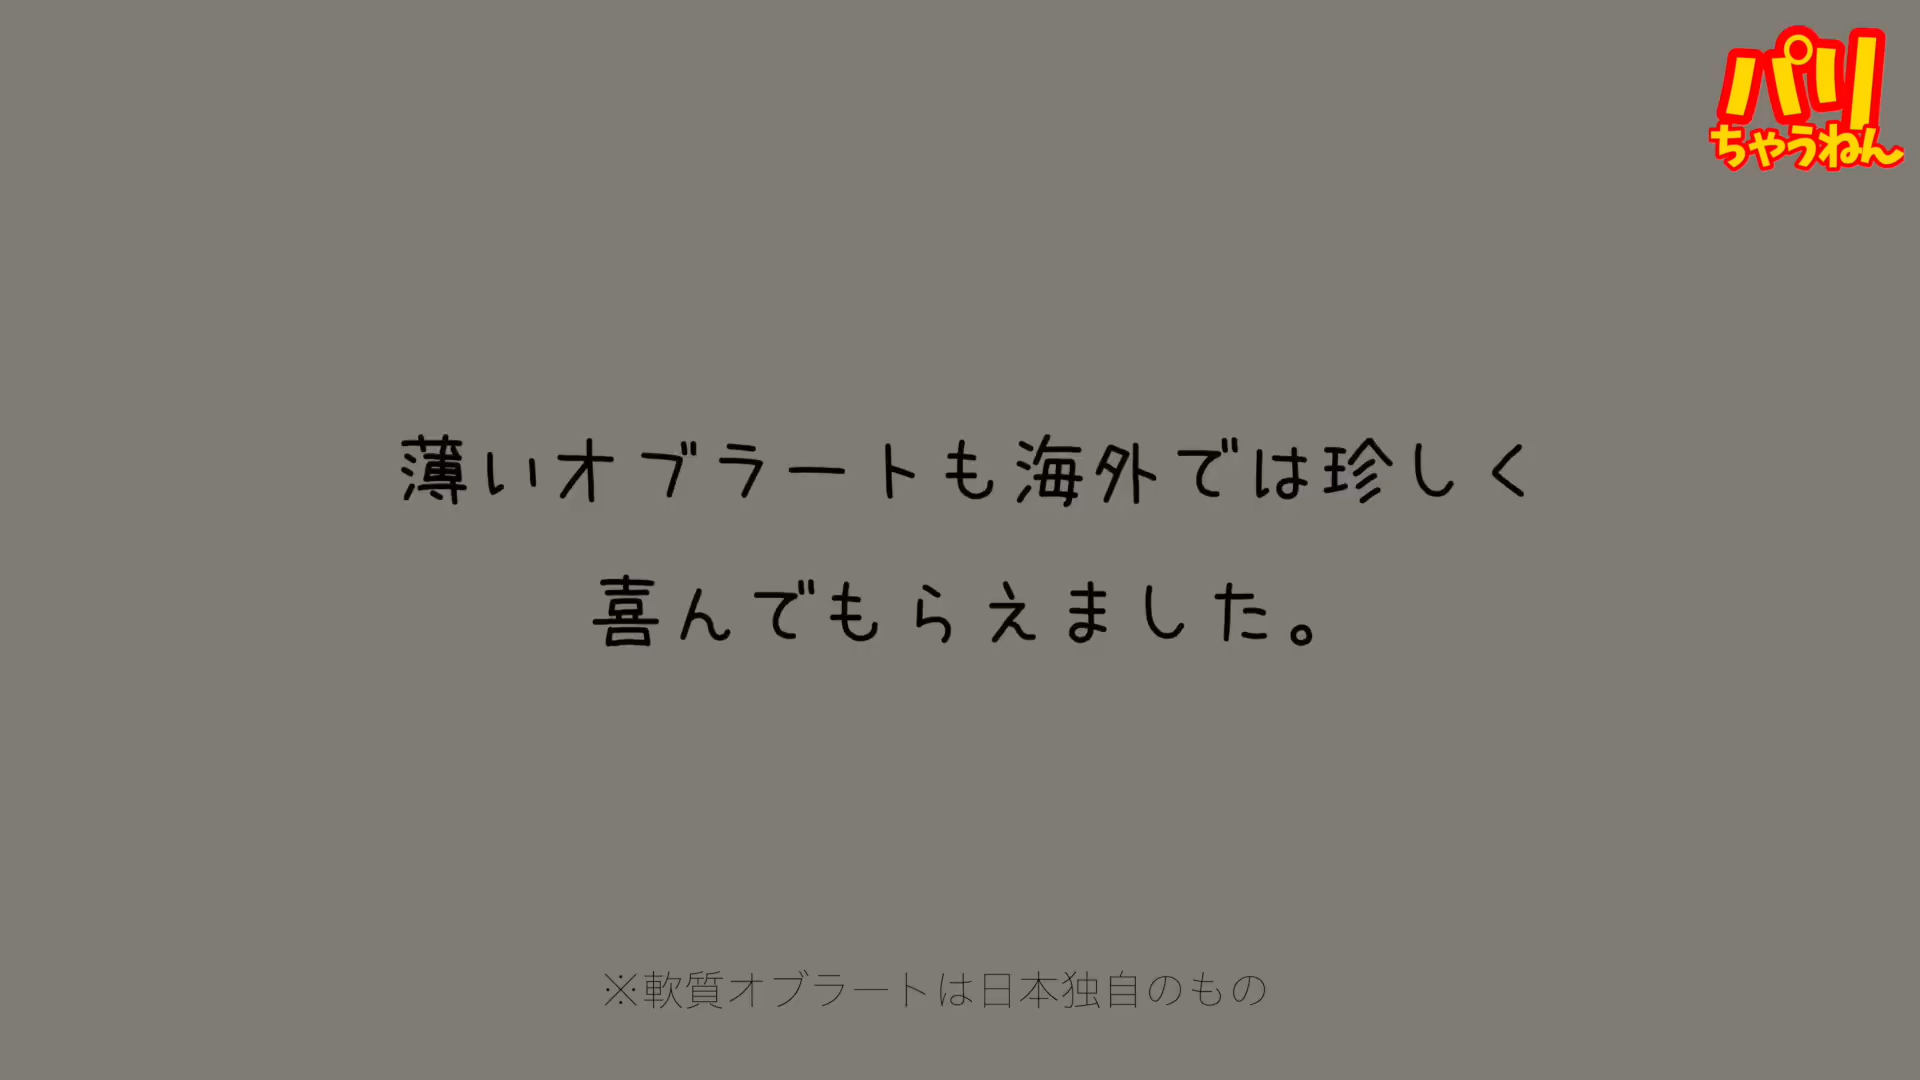 パリ
ちゃうねん
薄いオブラートも海外では珍しく
喜んでもらえました。
※軟質オブラートは日本独自のもの